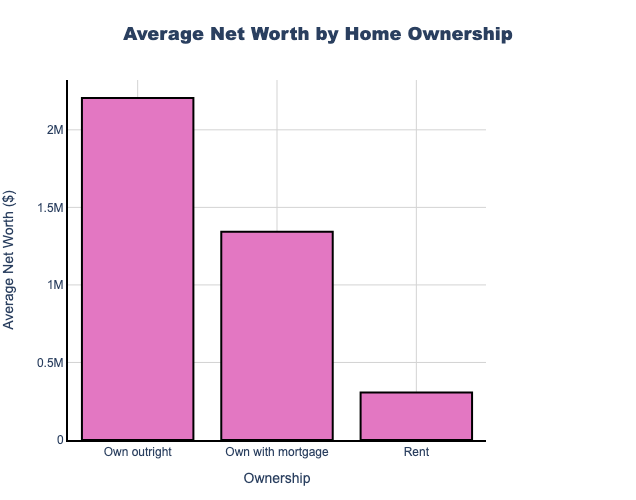 Average Net Worth by Home Ownership
Average Net Worth ($)
2M
1.5M
1M
0.5M
0
Own outright
Own with mortgage
Rent
Ownership